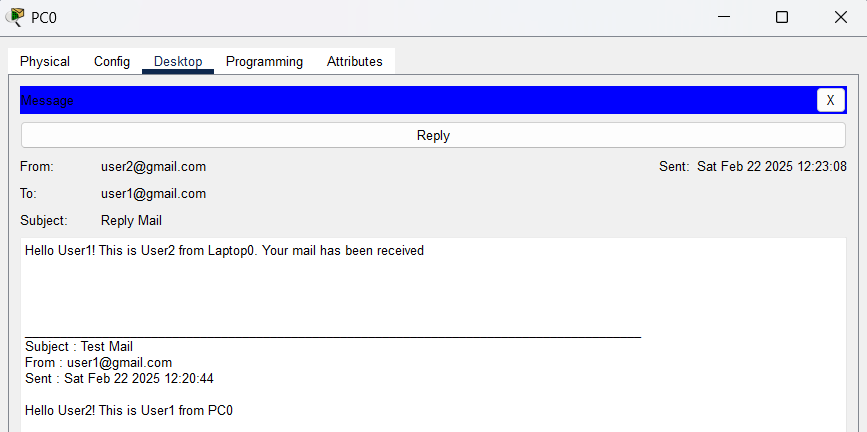 PC0
Physical Config Desktop Programming Attributes
Message X
Reply
From: user2@gmail.com Sent: Sat Feb 22 2025 12:23:08
To: user1@gmail.com
Subject: Reply Mail
Hello User1! This is User2 from Laptop0. Your mail has been received
Subject : Test Mail
From : user1@gmail.com
Sent : Sat Feb 22 2025 12:20:44
Hello User2! This is User1 from PC0